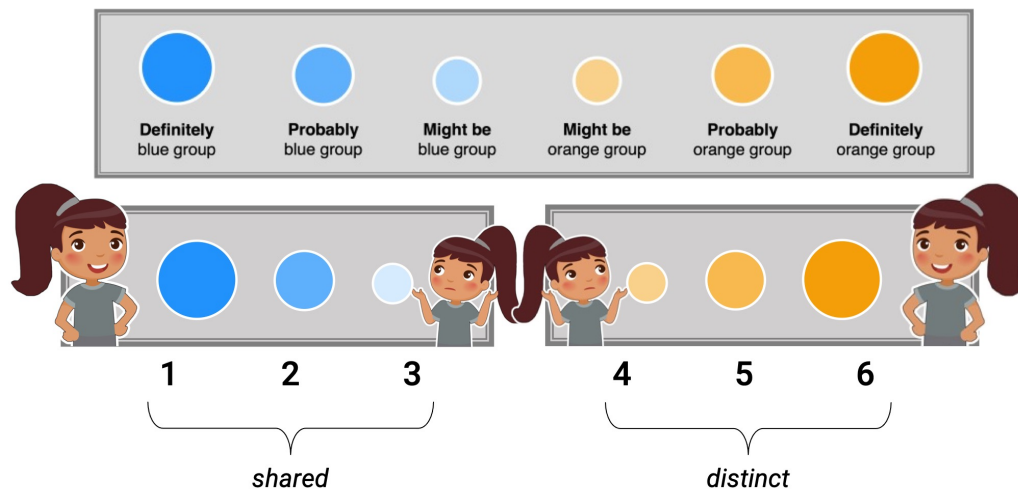 Definitely
blue group
Probably
blue group
Might be
blue group
Might be
orange group
Probably
orange group
Definitely
orange group
1
2
3
4
5
6
shared
distinct